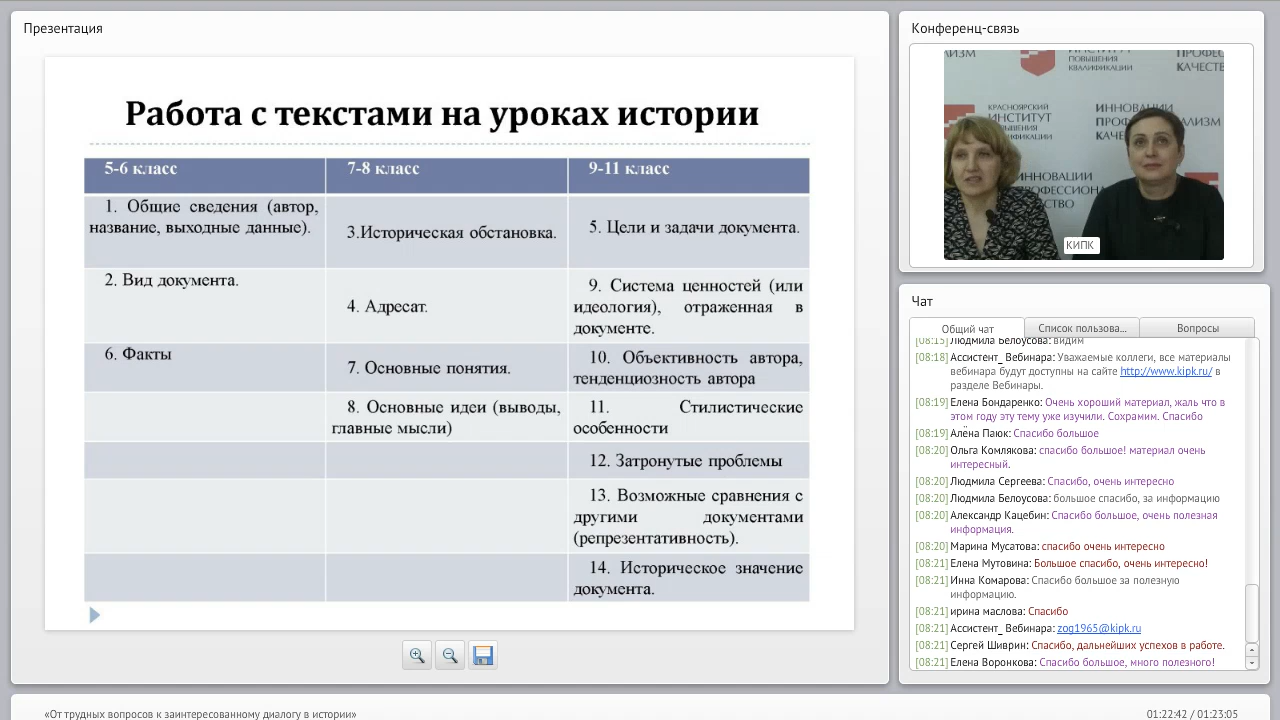 Презентация
Работа с текстами на уроках истории
5-6 класс
7-8 класс
9-11 класс
1. Общие сведения (автор,
название, выходные данные).
3.Историческая обстановка.
5. Цели и задачи документа.
2. Вид документа.
4. Адресат.
9. Система ценностей (или
идеология), отраженная в
документе.
6. Факты
7. Основные понятия.
10. Объективность автора,
тенденциозность автора
8. Основные идеи (выводы,
главные мысли)
11. Стилистические
особенности
12. Затронутые проблемы
13. Возможные сравнения с
другими документами
(репрезентативность).
14. Историческое значение
документа.
Конференц-связь
ПОВЫШЕНИЯ
КВАЛИФИКАЦИИ
КРАСНОЯРСКИЙ
ИНСТИТУТ
КИПК
Чат
Общий чат
Список пользова...
Вопросы
[08:15] Людмила Белоусова: видим
[08:18] Ассистент_ Вебинара: Уважаемые коллеги, все материалы
вебинара будут доступны на сайте http://www.kipk.ru/ в
разделе Вебинары.
[08:19] Елена Бондаренко: Очень хороший материал, жаль что в
этом году эту тему уже изучили. Сохрамим. Спасибо
[08:19] Алёна Паюк: Спасибо большое
[08:20] Ольга Комлякова: спасибо большое! материал очень
интересный.
[08:20] Людмила Сергеева: Спасибо, очень интересно
[08:20] Людмила Белоусова: большое спасибо, за информацию
[08:20] Александр Кацебин: Спасибо большое, очень полезная
информация.
[08:20] Марина Мусатова: спасибо очень интересно
[08:21] Елена Мутовина: Большое спасибо, очень интересно!
[08:21] Инна Комарова: Спасибо большое за полезную
информацию.
[08:21] ирина маслова: Спасибо
[08:21] Ассистент_ Вебинара: zog1965@kipk.ru
[08:21] Сергей Шиврин: Спасибо, дальнейших успехов в работе.
[08:21] Елена Воронкова: Спасибо большое, много полезного!
«От трудных вопросов к заинтересованному диалогу в истории»
01:22:42 / 01:23:05